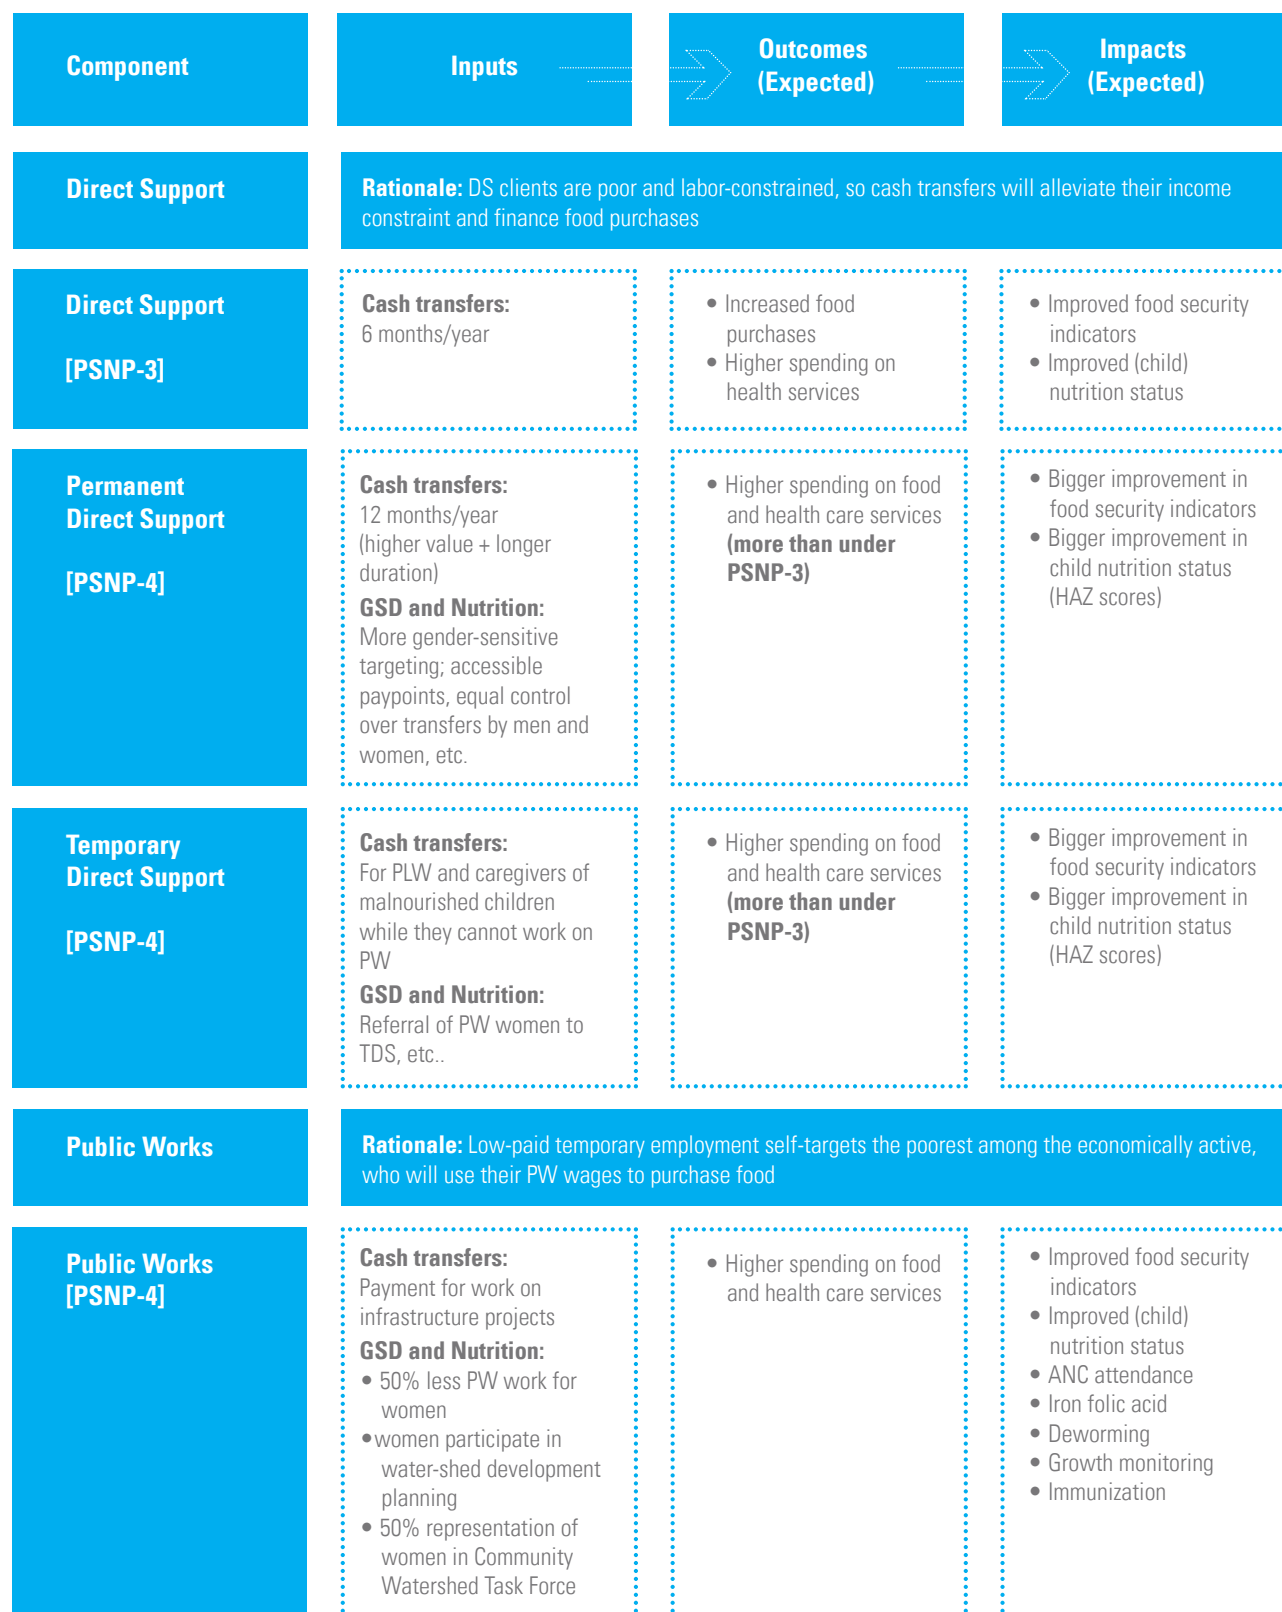 Component
Inputs
Outcomes
(Expected)
Impacts
(Expected)
Direct Support
Rationale: DS clients are poor and labor-constrained, so cash transfers will alleviate their income
constraint and finance food purchases
Direct Support
[PSNP-3]
Cash transfers:
6 months/year
• Increased food
purchases
• Higher spending on
health services
• Improved food security
indicators
• Improved (child)
nutrition status
Permanent
Direct Support
[PSNP-4]
Cash transfers:
12 months/year
(higher value + longer
duration)
GSD and Nutrition:
More gender-sensitive
targeting; accessible
paypoints, equal control
over transfers by men and
women, etc.
• Higher spending on food
and health care services
(more than under
PSNP-3)
• Bigger improvement in
food security indicators
• Bigger improvement in
child nutrition status
(HAZ scores)
Temporary
Direct Support
[PSNP-4]
Cash transfers:
For PLW and caregivers of
malnourished children
while they cannot work on
PW
GSD and Nutrition:
Referral of PW women to
TDS, etc..
• Higher spending on food
and health care services
(more than under
PSNP-3)
• Bigger improvement in
food security indicators
• Bigger improvement in
child nutrition status
(HAZ scores)
Public Works
Rationale: Low-paid temporary employment self-targets the poorest among the economically active,
who will use their PW wages to purchase food
Public Works
[PSNP-4]
Cash transfers:
Payment for work on
infrastructure projects
GSD and Nutrition:
• 50% less PW work for
women
•women participate in
water-shed development
planning
• 50% representation of
women in Community
Watershed Task Force
• Higher spending on food
and health care services
• Improved food security
indicators
• Improved (child)
nutrition status
• ANC attendance
• Iron folic acid
• Deworming
• Growth monitoring
• Immunization